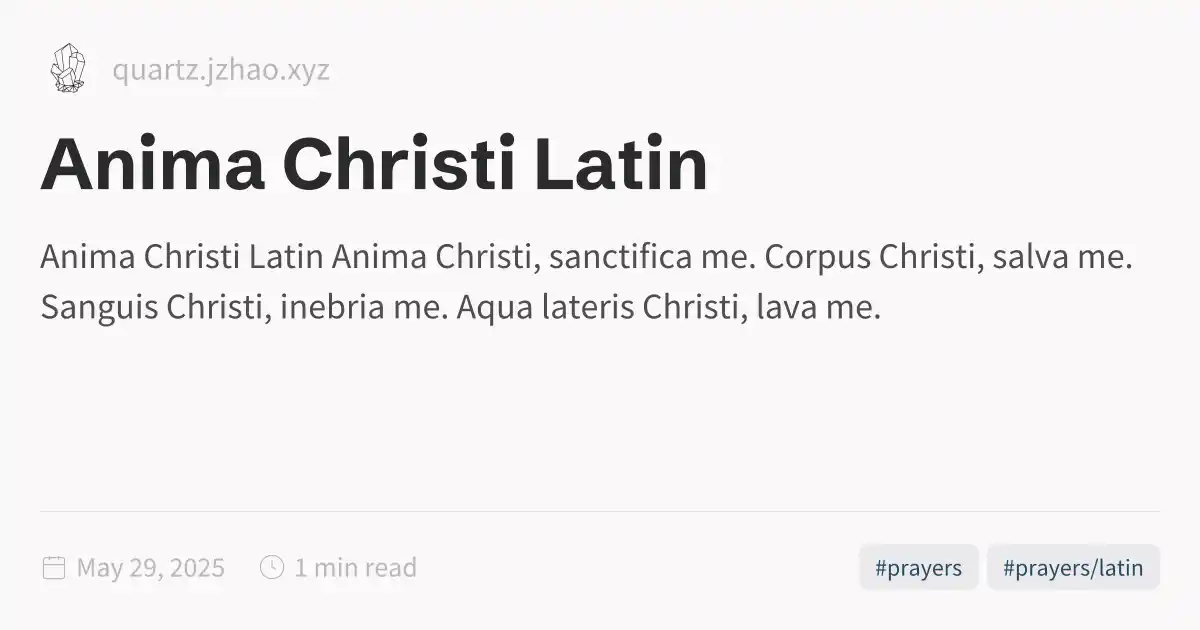 quartz.jzhao.xyz
Anima Christi Latin
Anima Christi Latin Anima Christi, sanctifica me. Corpus Christi, salva me.
Sanguis Christi, inebria me. Aqua lateris Christi, lava me.
May 29, 2025 1 min read #prayers #prayers/latin